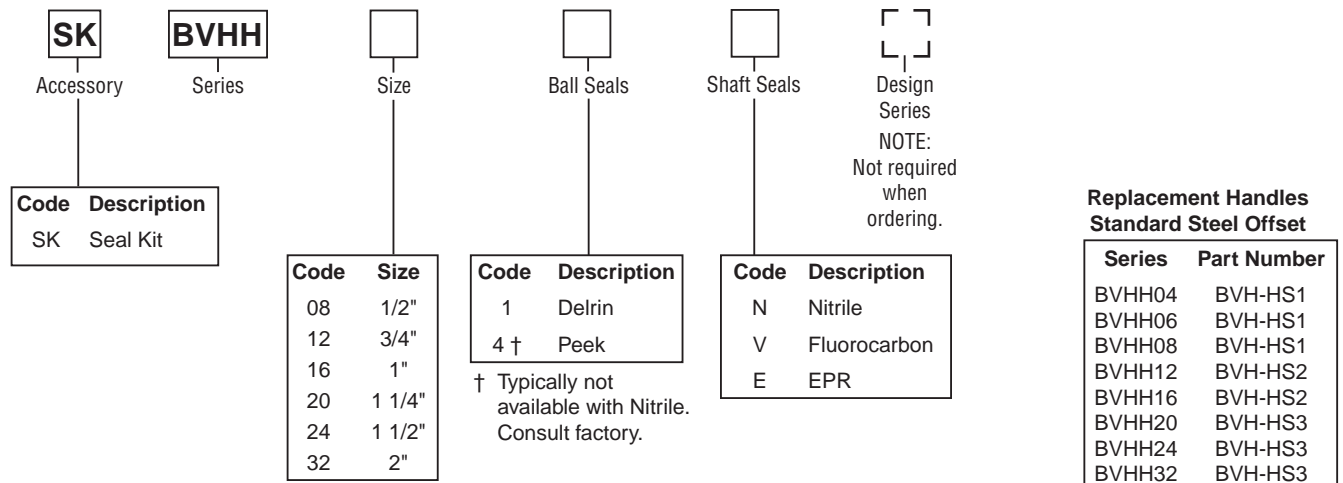 SK BVHH
Accessory Series Size Ball Seals Shaft Seals Design
Series
NOTE:
Not required
when
ordering.
Code Description
SK Seal Kit
Code Size
08 1/2"
12 3/4"
16 1"
20 1 1/4"
24 1 1/2"
32 2"
Code Description
1 Delrin
4 † Peek
† Typically not
available with Nitrile.
Consult factory.
Code Description
N Nitrile
V Fluorocarbon
E EPR
Replacement Handles
Standard Steel Offset
Series Part Number
BVHH04 BVH-HS1
BVHH06 BVH-HS1
BVHH08 BVH-HS1
BVHH12 BVH-HS2
BVHH16 BVH-HS2
BVHH20 BVH-HS3
BVHH24 BVH-HS3
BVHH32 BVH-HS3